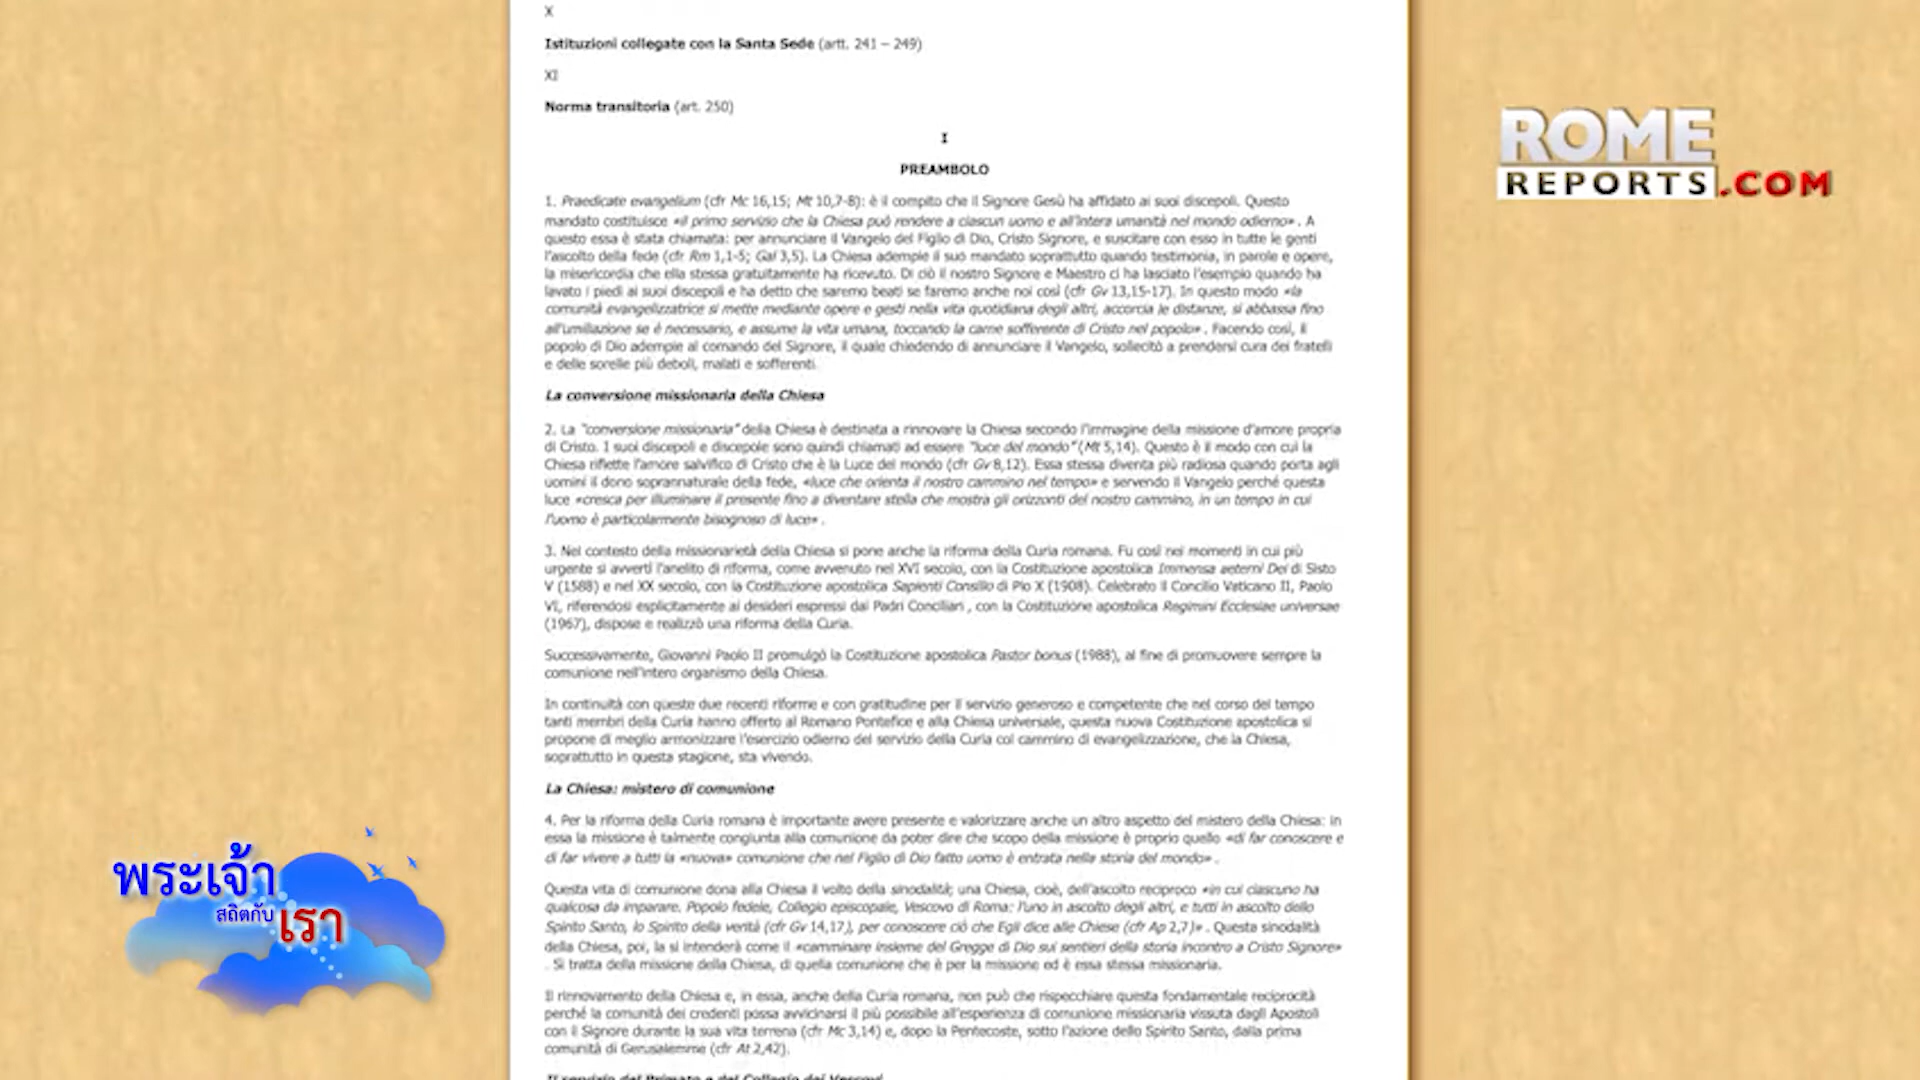 X
Istituzioni collegate con la Santa Sede (artt. 241 – 249)
XI
Norma transitoria (art. 250)
I
PREAMBOLO
1. Praedicate evangelium (cfr Mc 16,15; Mt 10,7-8): è il compito che il Signore Gesù ha affidato ai suoi discepoli. Questo
mandato costituisce «il primo servizio che la Chiesa può rendere a ciascun uomo e all'intera umanità nel mondo odierno» . A
questo essa è stata chiamata: per annunciare il Vangelo del Figlio di Dio, Cristo Signore, e suscitare con esso in tutte le genti
l'ascolto della fede (cfr Rm 1,1-5; Gal 3,5). La Chiesa adempie il suo mandato soprattutto quando testimonia, in parole e opere,
la misericordia che ella stessa gratuitamente ha ricevuto. Di ciò il nostro Signore e Maestro ci ha lasciato l'esempio quando ha
lavato i piedi ai suoi discepoli e ha detto che saremo beati se faremo anche noi così (cfr Gv 13,15-17). In questo modo «la
comunità evangelizzatrice si mette mediante opere e gesti nella vita quotidiana degli altri, accorcia le distanze, si abbassa fino
all'umiliazione se è necessario, e assume la vita umana, toccando la carne sofferente di Cristo nel popolo» . Facendo così, il
popolo di Dio adempie al comando del Signore, il quale chiedendo di annunciare il Vangelo, sollecitò a prendersi cura dei fratelli
e delle sorelle più deboli, malati e sofferenti.
La conversione missionaria della Chiesa
2. La "conversione missionaria" della Chiesa è destinata a rinnovare la Chiesa secondo l'immagine della missione d'amore propria
di Cristo. I suoi discepoli e discepole sono quindi chiamati ad essere "luce del mondo" (Mt 5,14). Questo è il modo con cui la
Chiesa riflette l'amore salvifico di Cristo che è la Luce del mondo (cfr Gv 8,12). Essa stessa diventa più radiosa quando porta agli
uomini il dono soprannaturale della fede, «luce che orienta il nostro cammino nel tempo» e servendo il Vangelo perché questa
luce «cresca per illuminare il presente fino a diventare stella che mostra gli orizzonti del nostro cammino, in un tempo in cui
l'uomo è particolarmente bisognoso di luce» .
3. Nel contesto della missionarietà della Chiesa si pone anche la riforma della Curia romana. Fu così nei momenti in cui più
urgente si avvertì l'anelito di riforma, come avvenuto nel XVI secolo, con la Costituzione apostolica Immensa aeterni Dei di Sisto
V (1588) e nel XX secolo, con la Costituzione apostolica Sapienti Consilio di Pio X (1908). Celebrato il Concilio Vaticano II, Paolo
VI, riferendosi esplicitamente ai desideri espressi dai Padri Conciliari , con la Costituzione apostolica Regimini Ecclesiae universae
(1967), dispose e realizzò una riforma della Curia.
Successivamente, Giovanni Paolo II promulgò la Costituzione apostolica Pastor bonus (1988), al fine di promuovere sempre la
comunione nell'intero organismo della Chiesa.
In continuità con queste due recenti riforme e con gratitudine per il servizio generoso e competente che nel corso del tempo
tanti membri della Curia hanno offerto al Romano Pontefice e alla Chiesa universale, questa nuova Costituzione apostolica si
propone di meglio armonizzare l'esercizio odierno del servizio della Curia col cammino di evangelizzazione, che la Chiesa,
soprattutto in questa stagione, sta vivendo.
La Chiesa: mistero di comunione
4. Per la riforma della Curia romana è importante avere presente e valorizzare anche un altro aspetto del mistero della Chiesa: in
essa la missione è talmente congiunta alla comunione da poter dire che scopo della missione è proprio quello «di far conoscere e
di far vivere a tutti la «nuova» comunione che nel Figlio di Dio fatto uomo è entrata nella storia del mondo» .
Questa vita di comunione dona alla Chiesa il volto della sinodalità; una Chiesa, cioè, dell'ascolto reciproco «in cui ciascuno ha
qualcosa da imparare. Popolo fedele, Collegio episcopale, Vescovo di Roma: l'uno in ascolto degli altri, e tutti in ascolto dello
Spirito Santo, lo Spirito della verità (cfr Gv 14,17), per conoscere ciò che Egli dice alle Chiese (cfr Ap 2,7)» . Questa sinodalità
della Chiesa, poi, la si intenderà come il «camminare insieme del Gregge di Dio sui sentieri della storia incontro a Cristo Signore»
. Si tratta della missione della Chiesa, di quella comunione che è per la missione ed è essa stessa missionaria.
Il rinnovamento della Chiesa e, in essa, anche della Curia romana, non può che rispecchiare questa fondamentale reciprocità
perché la comunità dei credenti possa avvicinarsi il più possibile all'esperienza di comunione missionaria vissuta dagli Apostoli
con il Signore durante la sua vita terrena (cfr Mc 3,14) e, dopo la Pentecoste, sotto l'azione dello Spirito Santo, dalla prima
comunità di Gerusalemme (cfr At 2,42).
Il servizio del Primato e del Collegio dei Vescovi
ROME
REPORTS.COM
พระเจ้า
สถิตกับ
เรา